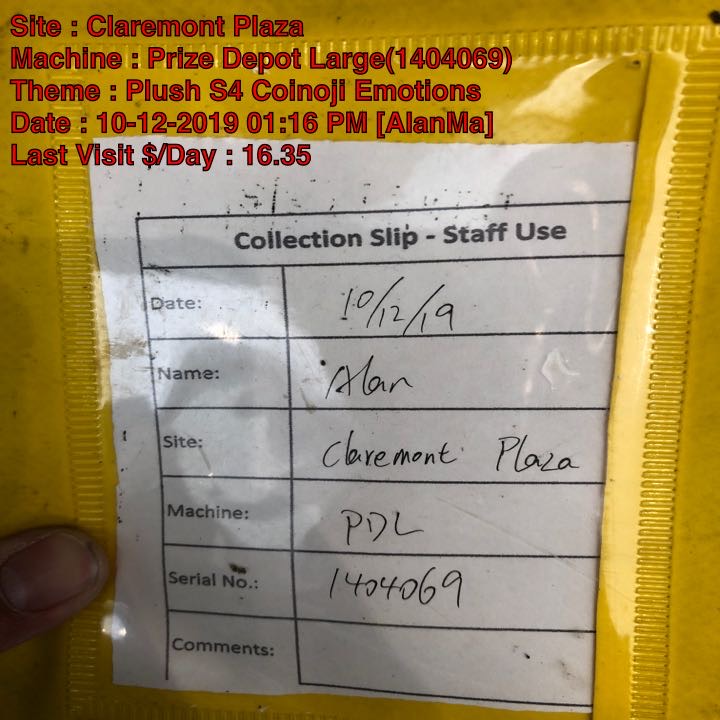 Site : Claremont Plaza
Machine : Prize Depot Large(1404069)
Theme : Plush S4 Coinoji Emotions
Date : 10-12-2019 01:16 PM [AlanMa]
Last Visit $/Day : 16.35
Collection Slip - Staff Use
Date: 10/12/19
Name: Alan
Site: Claremont Plaza
Machine: PDL
Serial No.: 1404069
Comments: